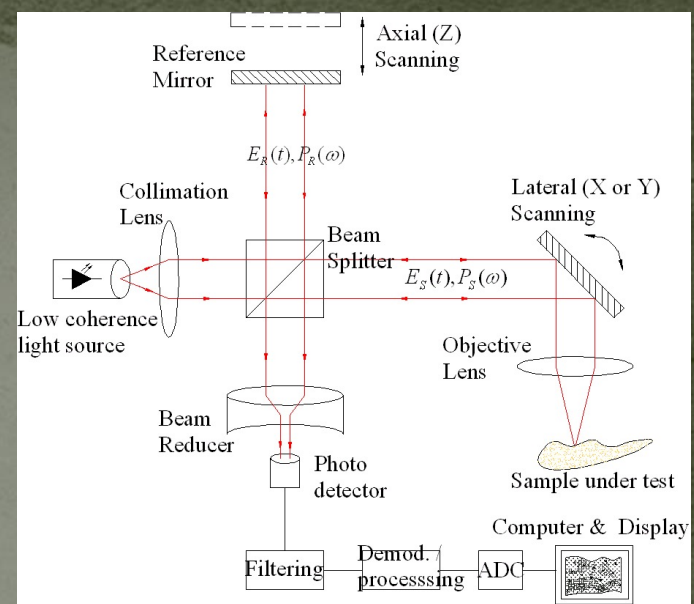 Axial (Z)
Scanning
Reference
Mirror
E_R(t), P_R(ω)
Collimation
Lens
Lateral (X or Y)
Scanning
Beam
Splitter
E_S(t), P_S(ω)
Low coherence
light source
Objective
Lens
Beam
Reducer
Photo
detector
Sample under test
Computer & Display
Filtering
Demod. /
processsing
ADC